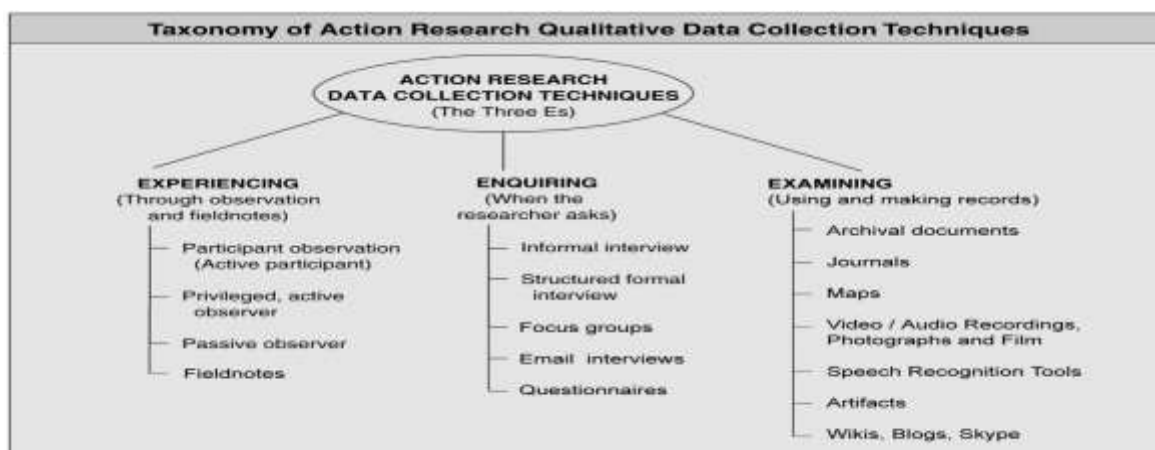 Taxonomy of Action Research Qualitative Data Collection Techniques
ACTION RESEARCH
DATA COLLECTION TECHNIQUES
(The Three Es)
EXPERIENCING
(Through observation
and fieldnotes)
Participant observation
(Active participant)
Privileged, active
observer
Passive observer
Fieldnotes
ENQUIRING
(When the
researcher asks)
Informal interview
Structured formal
interview
Focus groups
Email interviews
Questionnaires
EXAMINING
(Using and making records)
Archival documents
Journals
Maps
Video / Audio Recordings,
Photographs and Film
Speech Recognition Tools
Artifacts
Wikis, Blogs, Skype